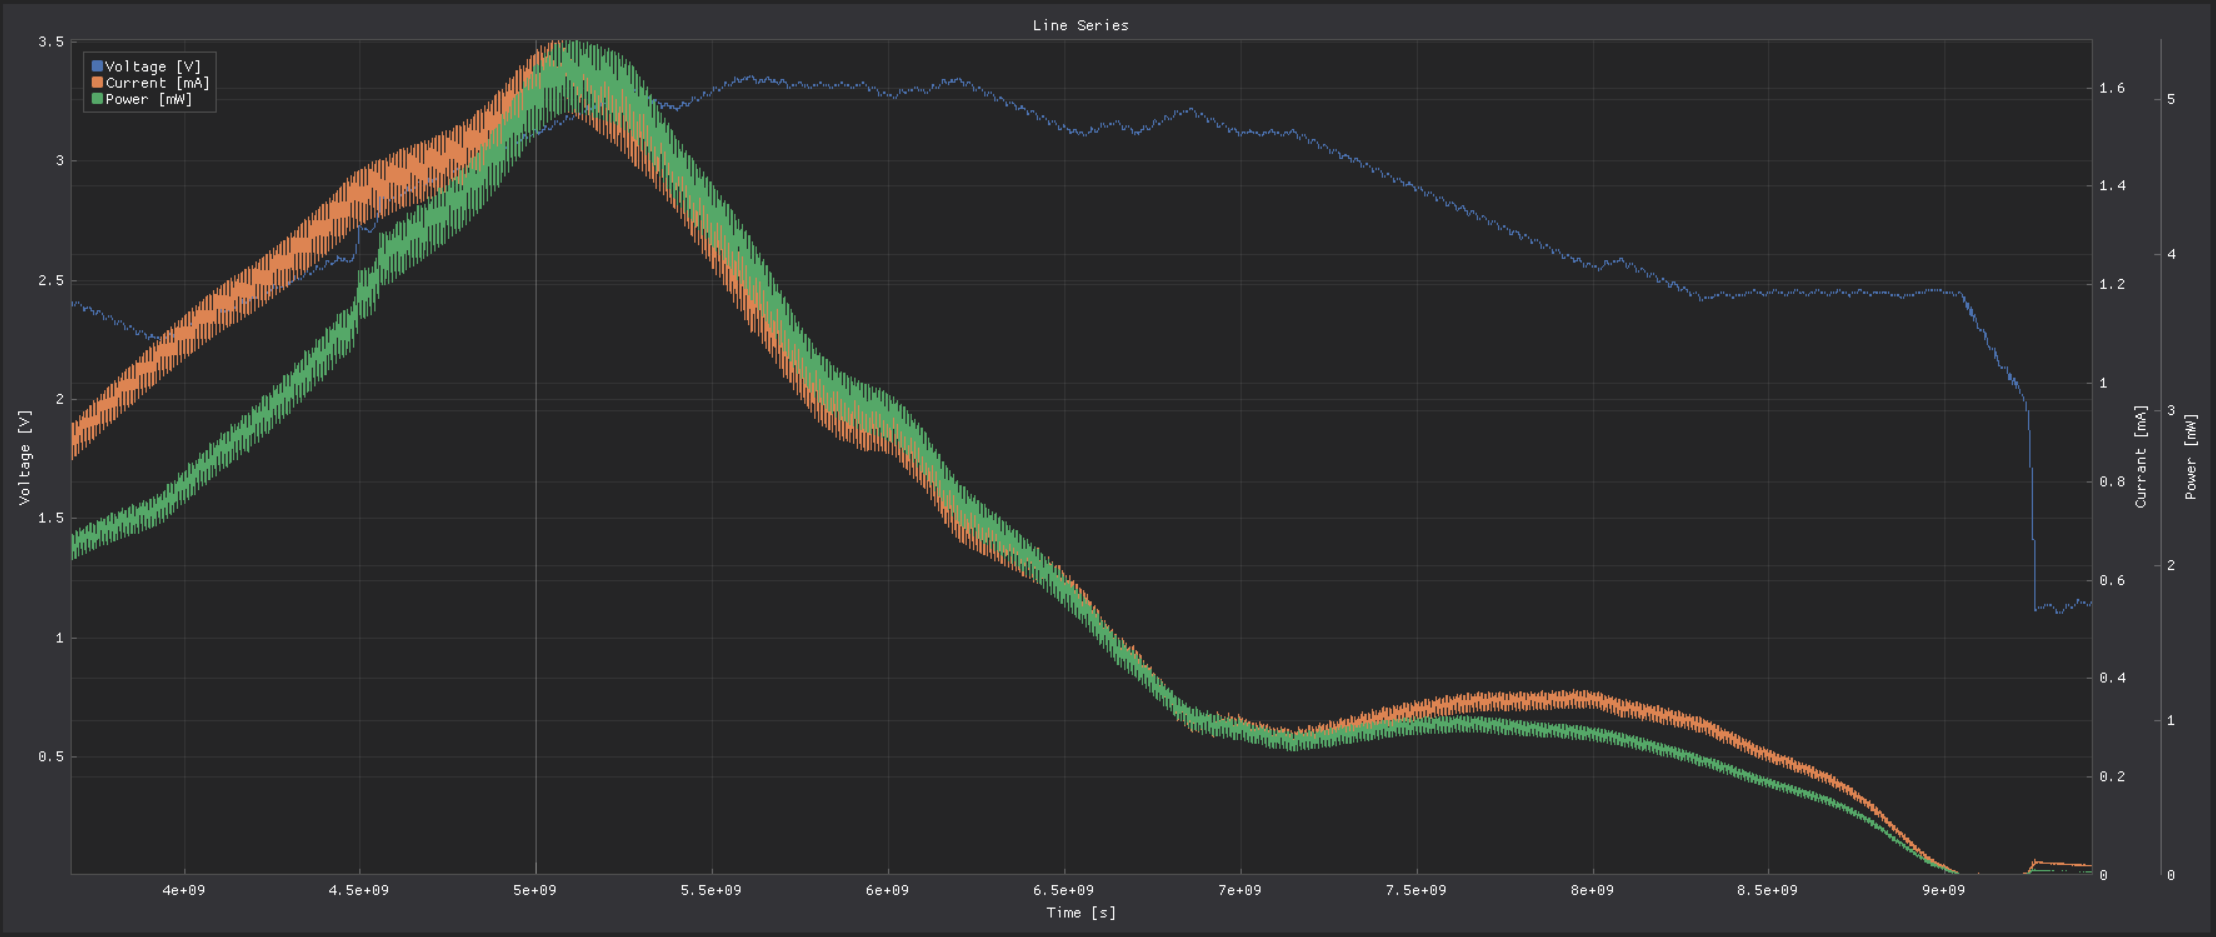 Line Series
Voltage [V]
Current [mA]
Power [mW]
3.5
3
2.5
2
1.5
1
0.5
Voltage [V]
4e+09 4.5e+09 5e+09 5.5e+09 6e+09 6.5e+09 7e+09 7.5e+09 8e+09 8.5e+09 9e+09
Time [s]
1.6
1.4
1.2
1
0.8
0.6
0.4
0.2
0
Currant [mA]
5
4
3
2
1
0
Power [mW]